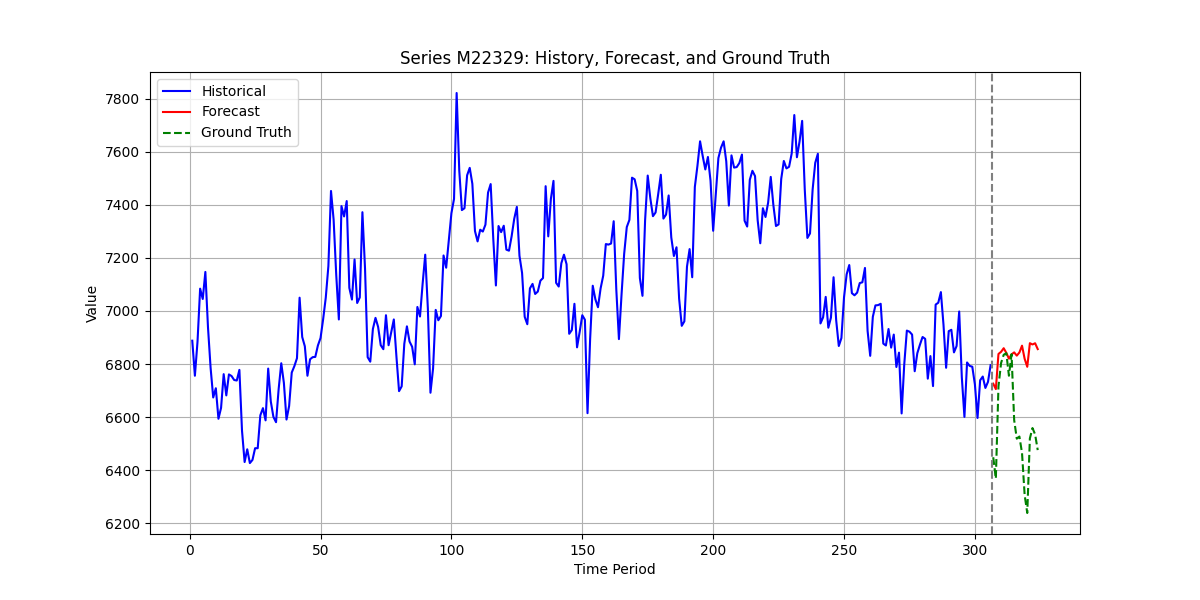 Series M22329: History, Forecast, and Ground Truth
Historical
Forecast
Ground Truth
7800
7600
7400
7200
7000
6800
6600
6400
6200
Value
0 50 100 150 200 250 300
Time Period